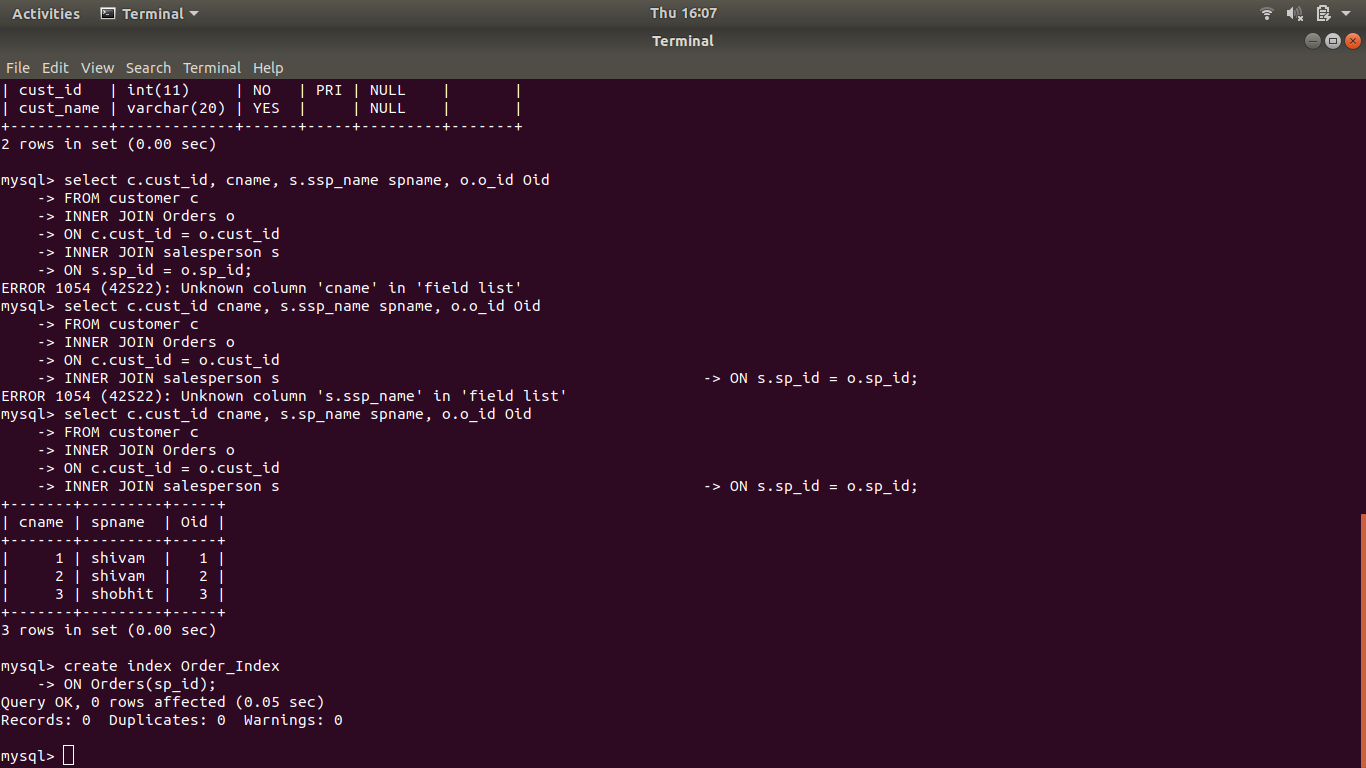 Activities Terminal Thu 16:07
Terminal
File Edit View Search Terminal Help
| cust_id   | int(11)     | NO   | PRI | NULL    |       |
| cust_name | varchar(20) | YES  |     | NULL    |       |
+-----------+-------------+------+-----+---------+-------+
2 rows in set (0.00 sec)
mysql> select c.cust_id, cname, s.ssp_name spname, o.o_id Oid
    -> FROM customer c
    -> INNER JOIN Orders o
    -> ON c.cust_id = o.cust_id
    -> INNER JOIN salesperson s
    -> ON s.sp_id = o.sp_id;
ERROR 1054 (42S22): Unknown column 'cname' in 'field list'
mysql> select c.cust_id cname, s.ssp_name spname, o.o_id Oid
    -> FROM customer c
    -> INNER JOIN Orders o
    -> ON c.cust_id = o.cust_id
    -> INNER JOIN salesperson s                                               -> ON s.sp_id = o.sp_id;
ERROR 1054 (42S22): Unknown column 's.ssp_name' in 'field list'
mysql> select c.cust_id cname, s.sp_name spname, o.o_id Oid
    -> FROM customer c
    -> INNER JOIN Orders o
    -> ON c.cust_id = o.cust_id
    -> INNER JOIN salesperson s                                               -> ON s.sp_id = o.sp_id;
+-------+---------+-----+
| cname | spname  | Oid |
+-------+---------+-----+
|     1 | shivam  |   1 |
|     2 | shivam  |   2 |
|     3 | shobhit |   3 |
+-------+---------+-----+
3 rows in set (0.00 sec)
mysql> create index Order_Index
    -> ON Orders(sp_id);
Query OK, 0 rows affected (0.05 sec)
Records: 0  Duplicates: 0  Warnings: 0
mysql>